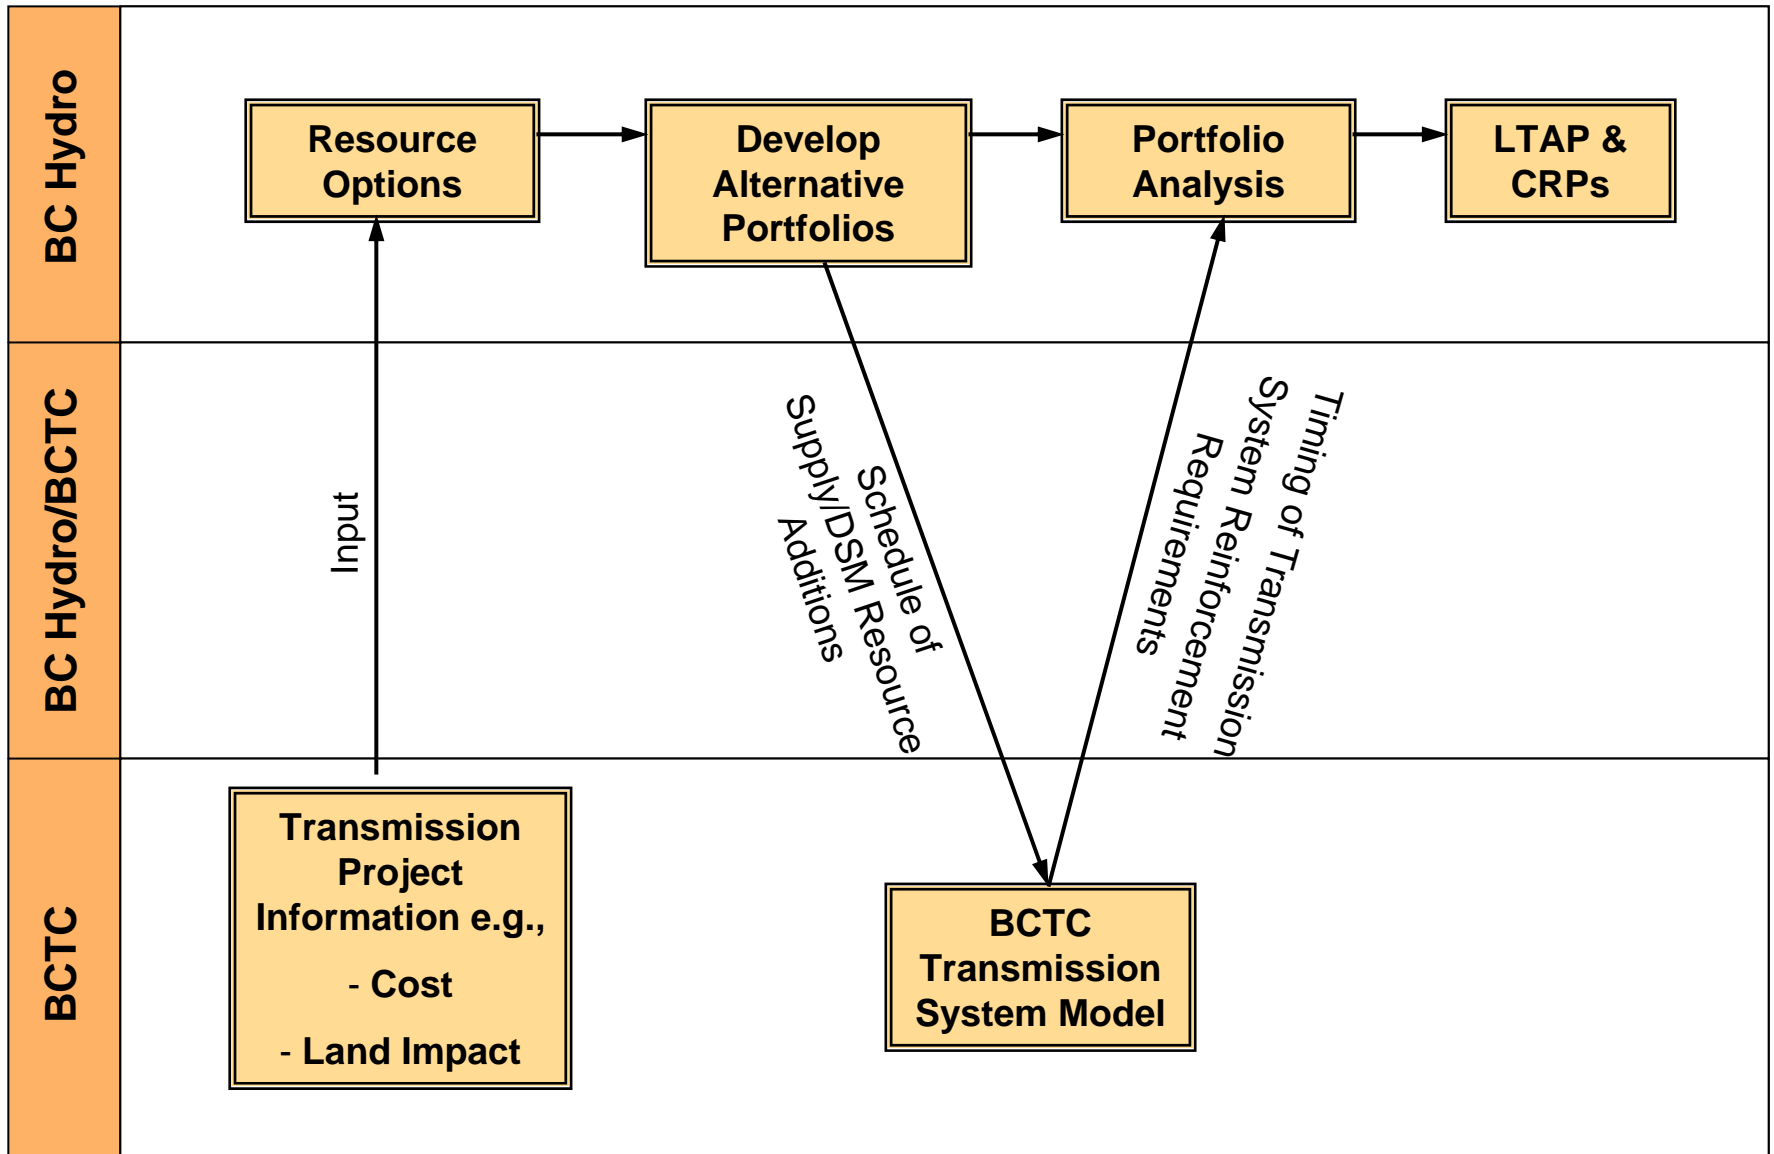 BC Hydro
Resource
Options
Develop
Alternative
Portfolios
Portfolio
Analysis
LTAP &
CRPs
BC Hydro/BCTC
Input
Schedule of
Supply/DSM Resource
Additions
Timing of Transmission
System Reinforcement
Requirements
BCTC
Transmission
Project
Information e.g.,
- Cost
- Land Impact
BCTC
Transmission
System Model